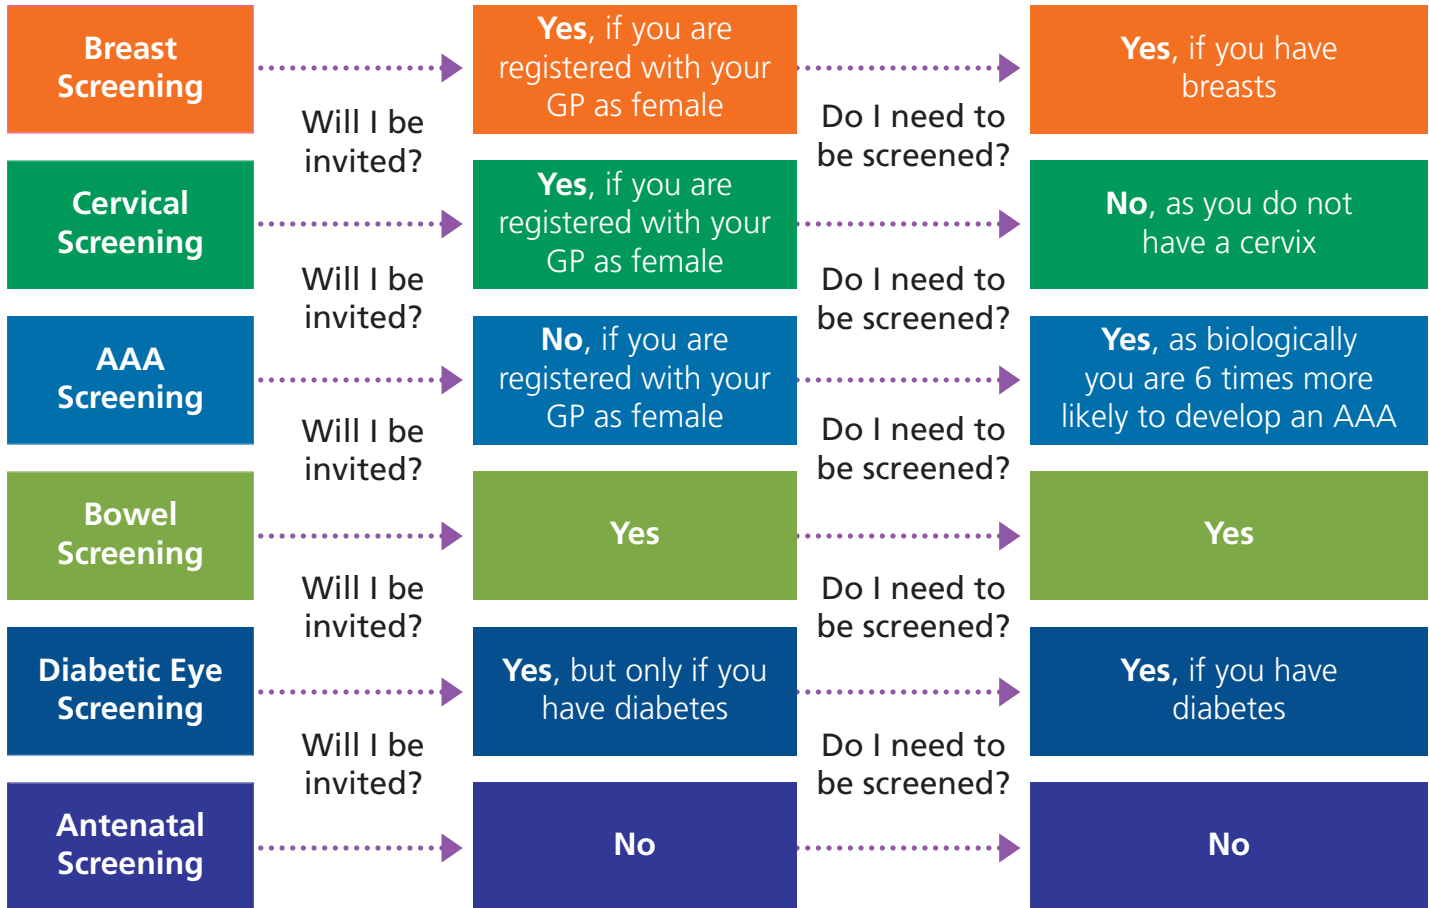 Breast
Screening
Will I be
invited?
Yes, if you are
registered with your
GP as female
Do I need to
be screened?
Yes, if you have
breasts
Cervical
Screening
Will I be
invited?
Yes, if you are
registered with your
GP as female
Do I need to
be screened?
No, as you do not
have a cervix
AAA
Screening
Will I be
invited?
No, if you are
registered with your
GP as female
Do I need to
be screened?
Yes, as biologically
you are 6 times more
likely to develop an AAA
Bowel
Screening
Will I be
invited?
Yes
Do I need to
be screened?
Yes
Diabetic Eye
Screening
Will I be
invited?
Yes, but only if you
have diabetes
Do I need to
be screened?
Yes, if you have
diabetes
Antenatal
Screening
No
No